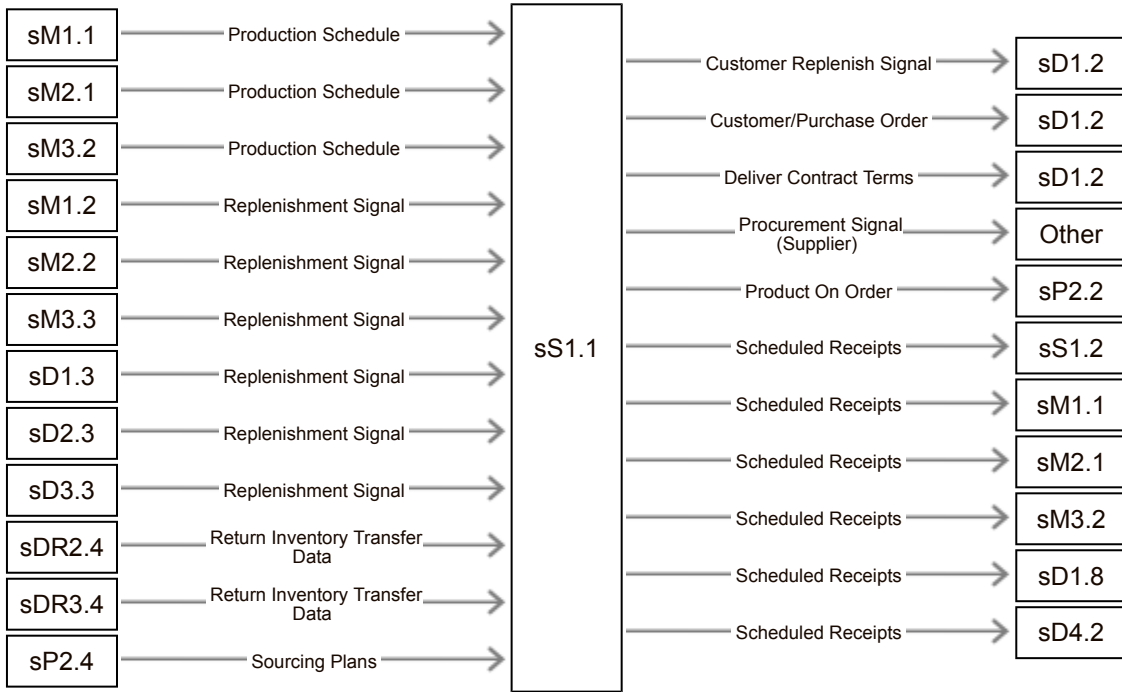 sM1.1
Production Schedule
sM2.1
Production Schedule
sM3.2
Production Schedule
sM1.2
Replenishment Signal
sM2.2
Replenishment Signal
sM3.3
Replenishment Signal
sD1.3
Replenishment Signal
sD2.3
Replenishment Signal
sD3.3
Replenishment Signal
sDR2.4
Return Inventory Transfer
Data
sDR3.4
Return Inventory Transfer
Data
sP2.4
Sourcing Plans
sS1.1
Customer Replenish Signal
sD1.2
Customer/Purchase Order
sD1.2
Deliver Contract Terms
sD1.2
Procurement Signal
(Supplier)
Other
Product On Order
sP2.2
Scheduled Receipts
sS1.2
Scheduled Receipts
sM1.1
Scheduled Receipts
sM2.1
Scheduled Receipts
sM3.2
Scheduled Receipts
sD1.8
Scheduled Receipts
sD4.2